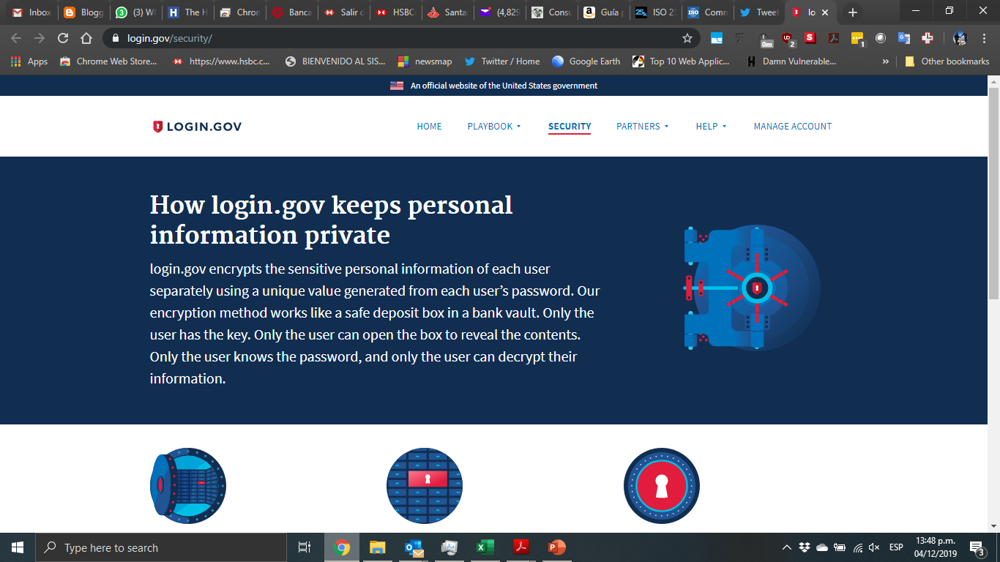 Inbox
Blogg
(3) W
The H
Chron
Banca
Salir c
HSBC
Santa
(4,829
Consu
Guía p
ISO 2
Comm
Tweet
lo
login.gov/security/
0m
2
1
Apps
Chrome Web Store...
https://www.hsbc.c...
BIENVENIDO AL SIS...
newsmap
Twitter / Home
Google Earth
Top 10 Web Applic...
Damn Vulnerable...
»
Other bookmarks
An official website of the United States government
LOGIN.GOV
HOME
PLAYBOOK
SECURITY
PARTNERS
HELP
MANAGE ACCOUNT
How login.gov keeps personal
information private
login.gov encrypts the sensitive personal information of each user
separately using a unique value generated from each user’s password. Our
encryption method works like a safe deposit box in a bank vault. Only the
user has the key. Only the user can open the box to reveal the contents.
Only the user knows the password, and only the user can decrypt their
information.
Type here to search
ESP
13:48 p.m.
04/12/2019
3